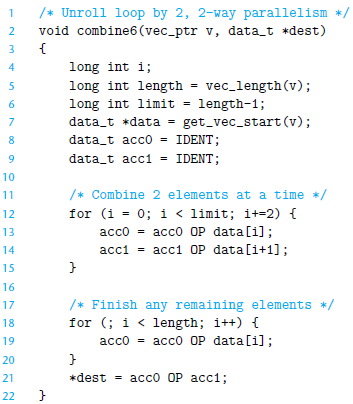 1 /* Unroll loop by 2, 2-way parallelism */
2 void combine6(vec_ptr v, data_t *dest)
3 {
4     long int i;
5     long int length = vec_length(v);
6     long int limit = length-1;
7     data_t *data = get_vec_start(v);
8     data_t acc0 = IDENT;
9     data_t acc1 = IDENT;
10
11     /* Combine 2 elements at a time */
12     for (i = 0; i < limit; i+=2) {
13         acc0 = acc0 OP data[i];
14         acc1 = acc1 OP data[i+1];
15     }
16
17     /* Finish any remaining elements */
18     for (; i < length; i++) {
19         acc0 = acc0 OP data[i];
20     }
21     *dest = acc0 OP acc1;
22 }